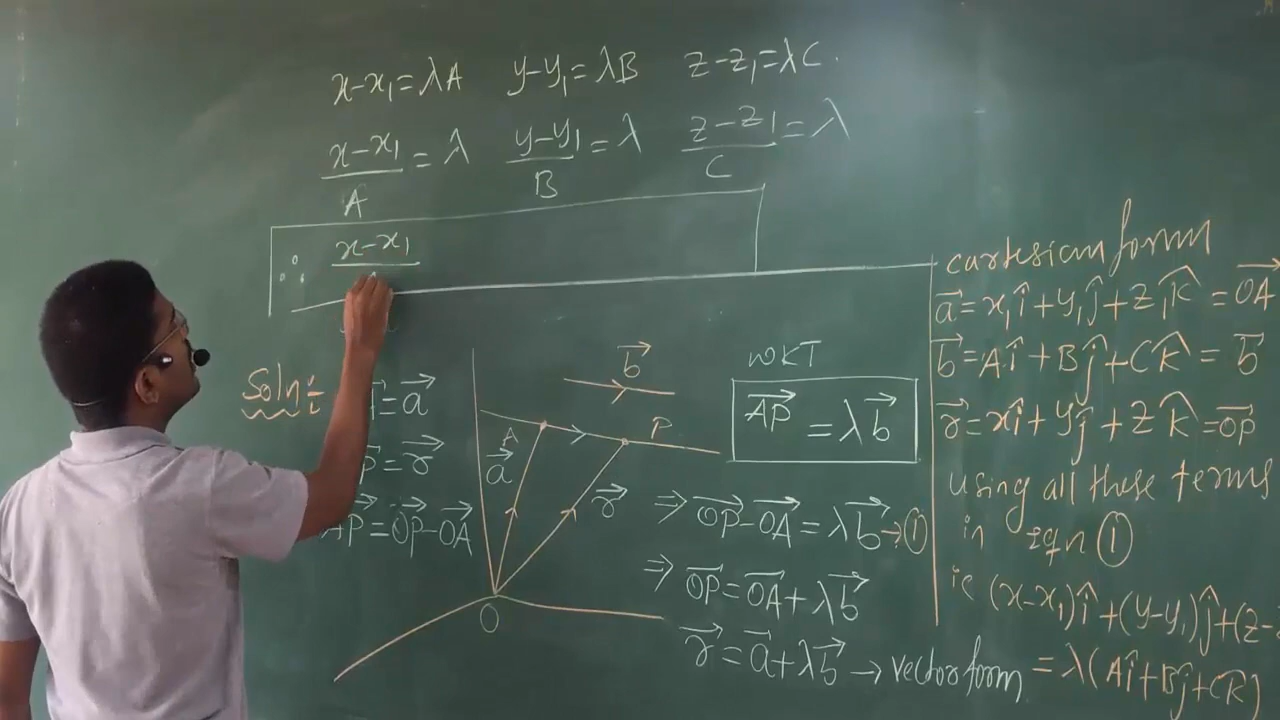 x-x₁=λA y-y₁=λB z-z₁=λC.
x-x₁/A = λ y-y₁/B = λ z-z₁/C = λ
∴ x-x₁
Soln:
=a⃗
=r⃗
AP⃗=OP⃗-OA⃗
A
a⃗
b⃗
P
r⃗
O
WKT
AP⃗ = λb⃗
⇒ OP⃗-OA⃗ = λb⃗→①
⇒ OP⃗=OA⃗+λb⃗
r⃗=a⃗+λb⃗ → vector form
cartesian form
a⃗=x₁î+y₁ĵ+z₁k̂ = OA⃗
b⃗=Aî+Bĵ+Ck̂ = b⃗
r⃗=xî+yĵ+zk̂=OP⃗
using all these terms
in eqn ①
ie (x-x₁)î+(y-y₁)ĵ+(z-
=λ(Aî+Bĵ+Ck̂)